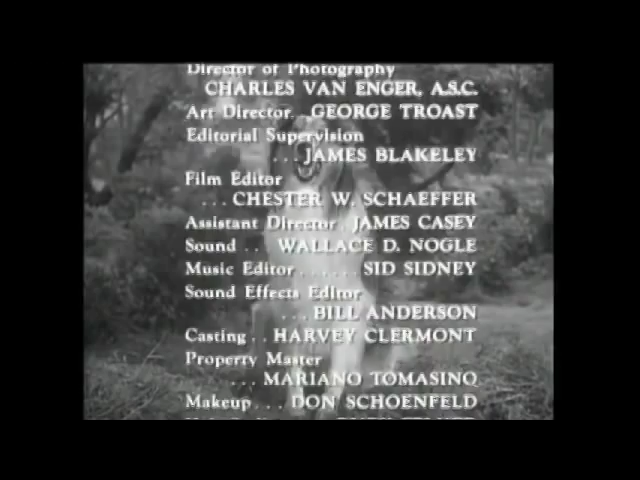 Director of Photography
CHARLES VAN ENGER, A.S.C.
Art Director...GEORGE TROAST
Editorial Supervision
...JAMES BLAKELEY
Film Editor
...CHESTER W. SCHAEFFER
Assistant Director.JAMES CASEY
Sound...WALLACE D. NOGLE
Music Editor......SID SIDNEY
Sound Effects Editor
...BILL ANDERSON
Casting..HARVEY CLERMONT
Property Master
...MARIANO TOMASINO
Makeup...DON SCHOENFELD